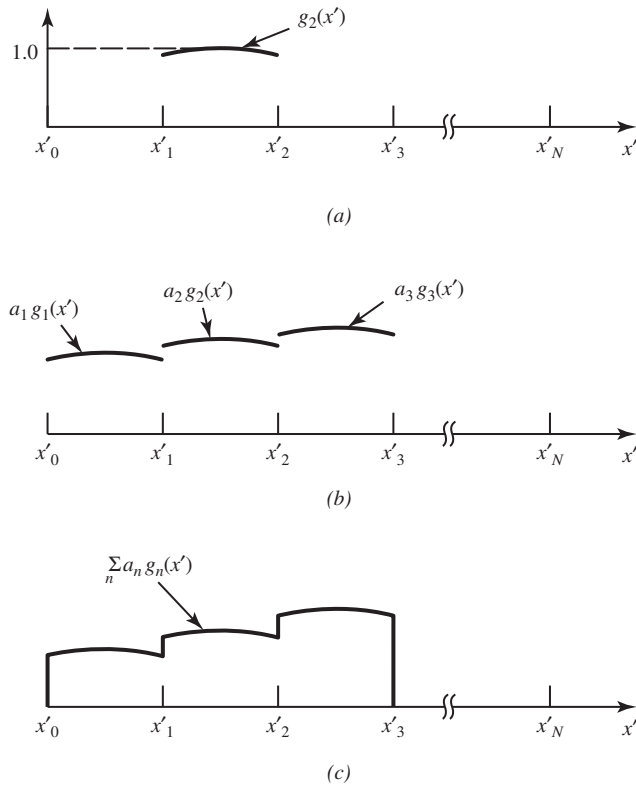 g₂(x′)
1.0
x′₀ x′₁ x′₂ x′₃ x′N x′
(a)
a₁g₁(x′) a₂g₂(x′) a₃g₃(x′)
x′₀ x′₁ x′₂ x′₃ x′N x′
(b)
Σₙ aₙgₙ(x′)
x′₀ x′₁ x′₂ x′₃ x′N x′
(c)